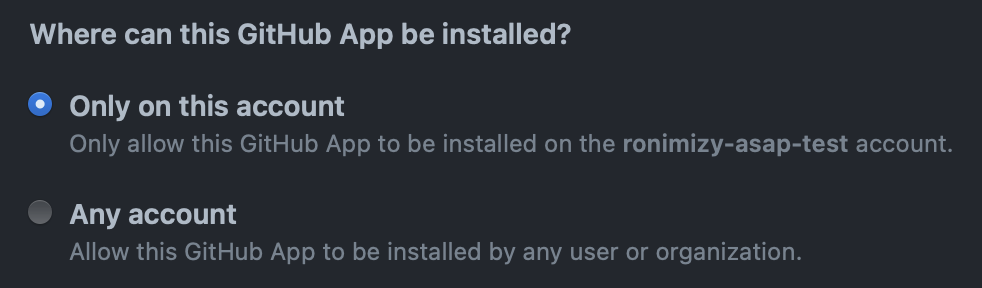 Where can this GitHub App be installed?
Only on this account
Only allow this GitHub App to be installed on the ronimizy-asap-test account.
Any account
Allow this GitHub App to be installed by any user or organization.